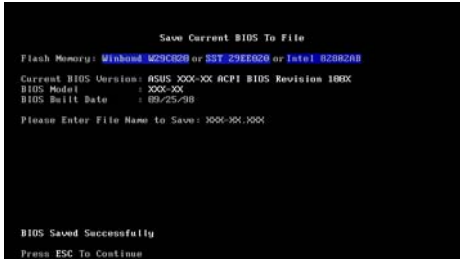 Save Current BIOS To File
Flash Memory: Winbond W29C020 or SST 29EE020 or Intel 82802AB
Current BIOS Version: ASUS XXX-XX ACPI BIOS Revision 100X
BIOS Model : XXX-XX
BIOS Built Date : 09/25/98
Please Enter File Name to Save: XXX-XX.XXX
BIOS Saved Successfully
Press ESC To Continue